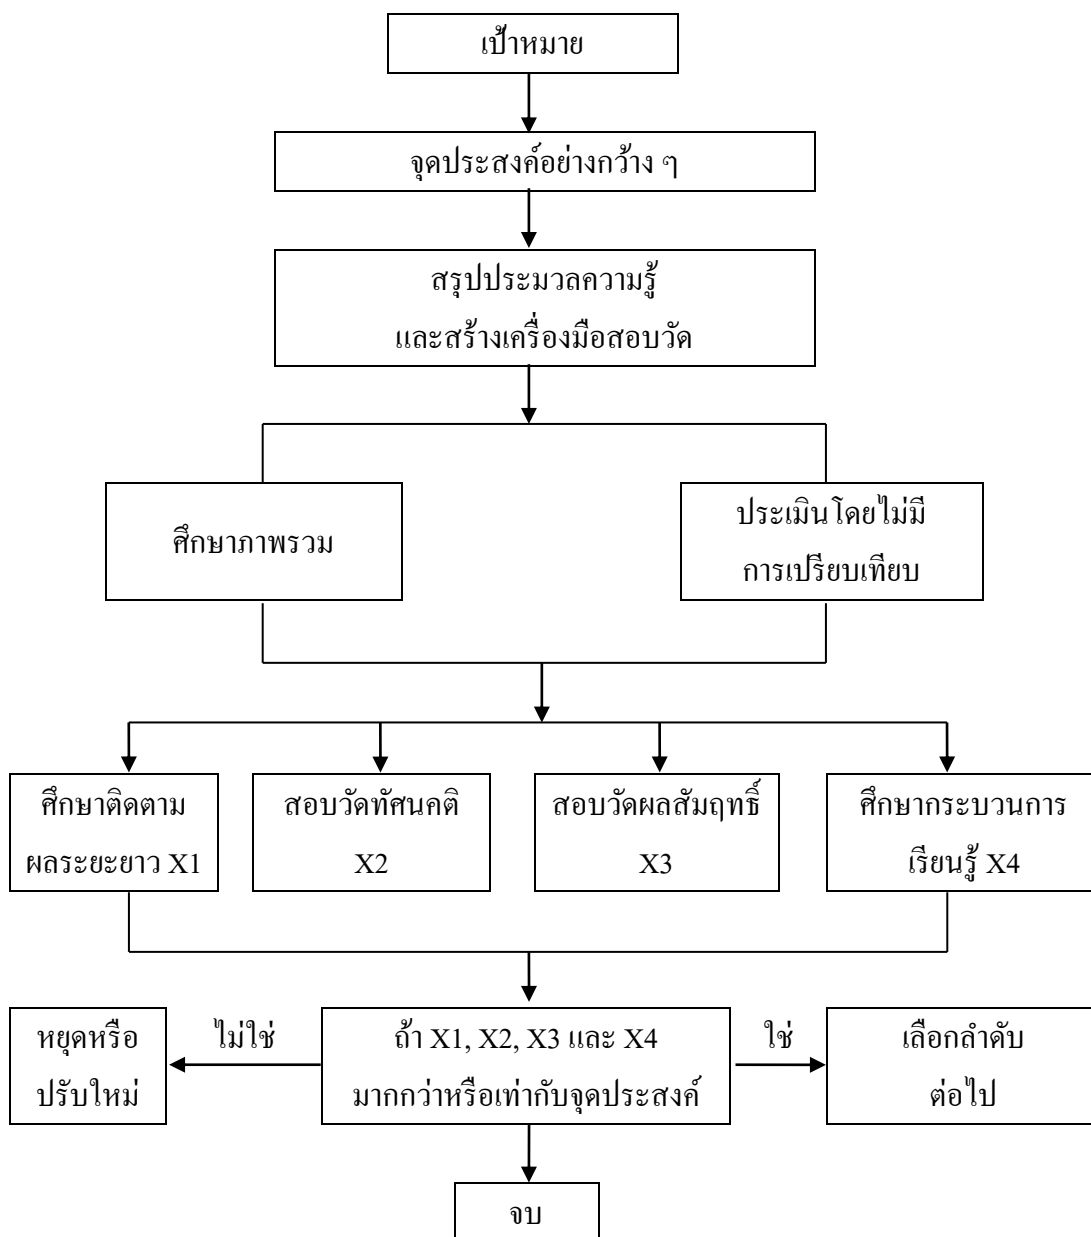 เป้าหมาย
จุดประสงค์อย่างกว้าง ๆ
สรุปประมวลความรู้
และสร้างเครื่องมือสอบวัด
ศึกษาภาพรวม
ประเมินโดยไม่มี
การเปรียบเทียบ
ศึกษาติดตาม
ผลระยะยาว X1
สอบวัดทัศนคติ
X2
สอบวัดผลสัมฤทธิ์
X3
ศึกษากระบวนการ
เรียนรู้ X4
หยุดหรือ
ปรับใหม่
ไม่ใช่
ถ้า X1, X2, X3 และ X4
มากกว่าหรือเท่ากับจุดประสงค์
ใช่
เลือกลำดับ
ต่อไป
จบ